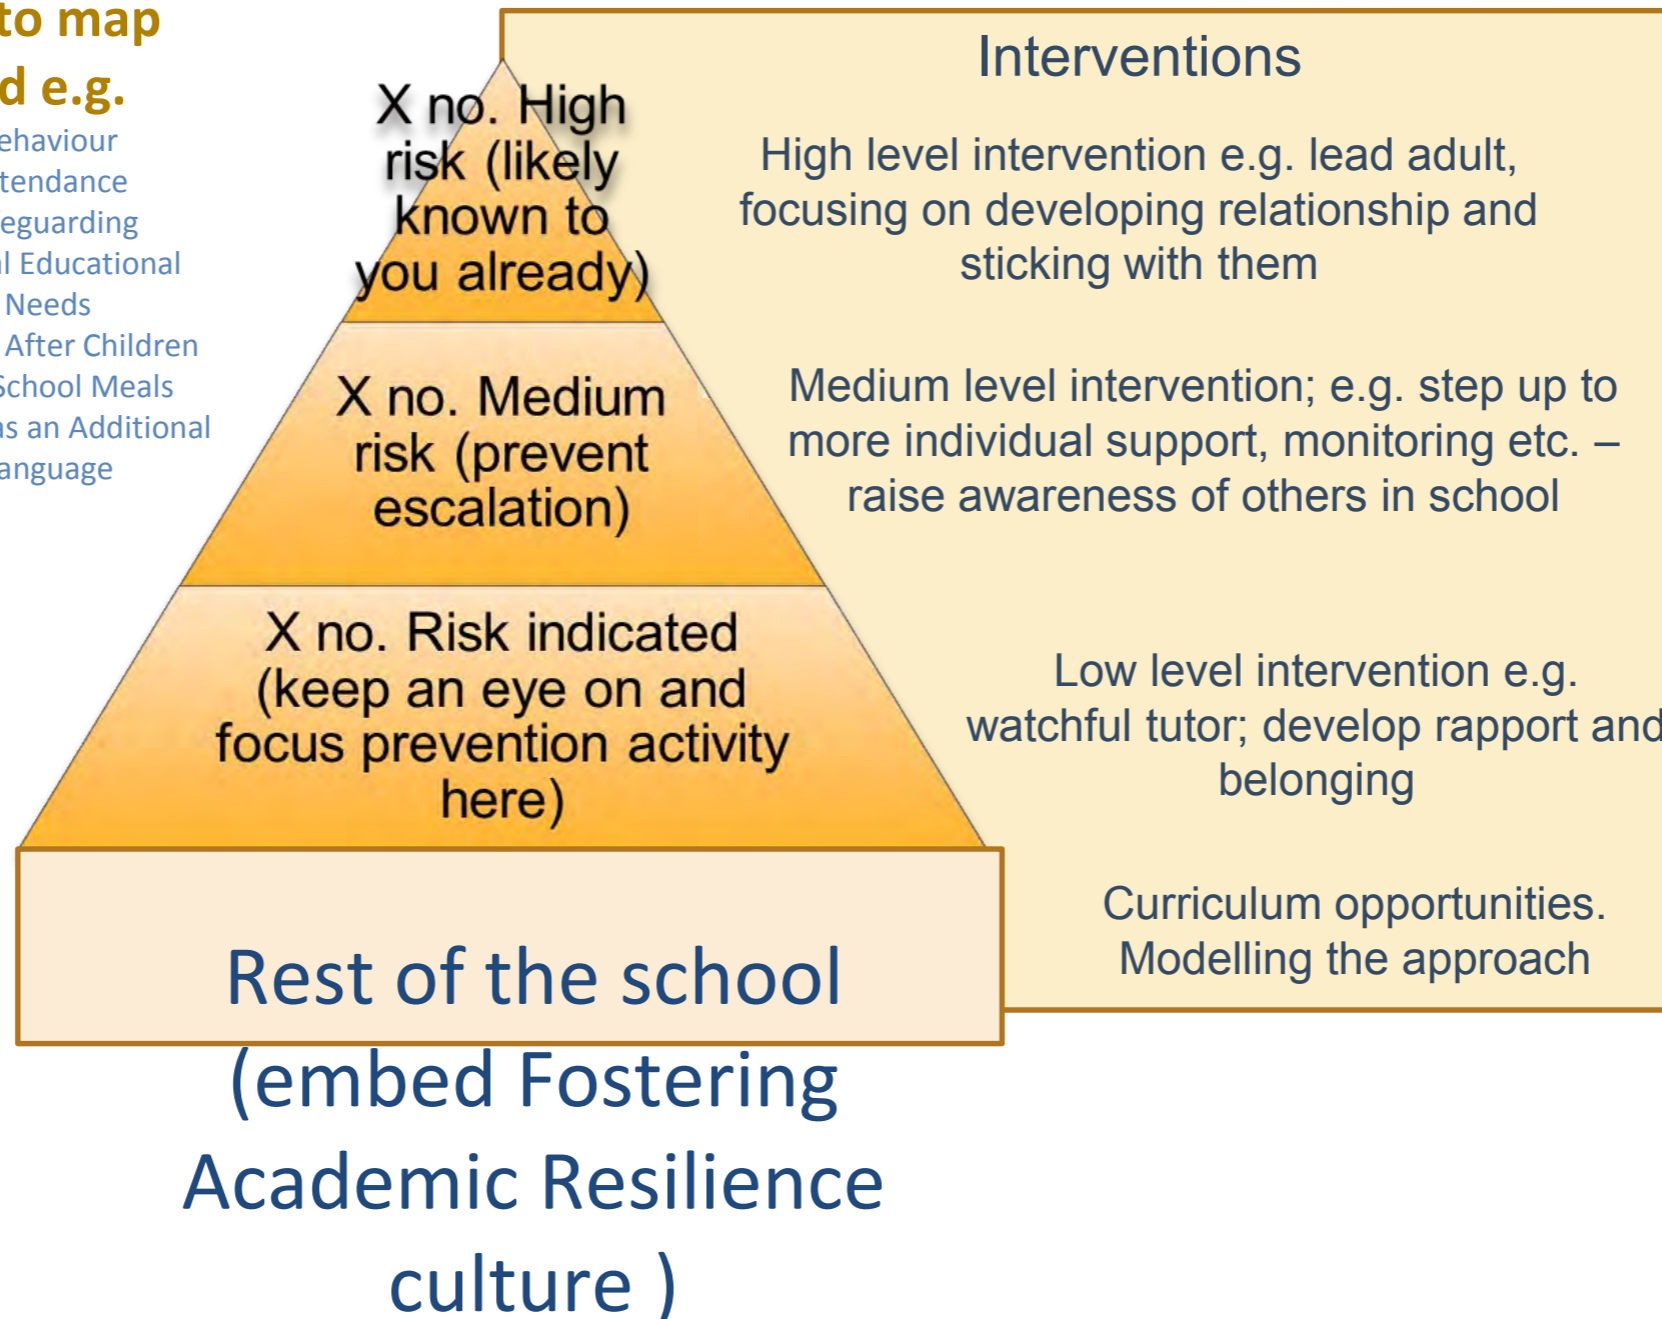 to map
d e.g.
ehaviour
tendance
eguarding
l Educational
Needs
After Children
School Meals
as an Additional
anguage
X no. High
risk (likely
known to
you already)
X no. Medium
risk (prevent
escalation)
X no. Risk indicated
(keep an eye on and
focus prevention activity
here)
Rest of the school
(embed Fostering
Academic Resilience
culture )
Interventions
High level intervention e.g. lead adult,
focusing on developing relationship and
sticking with them
Medium level intervention; e.g. step up to
more individual support, monitoring etc. –
raise awareness of others in school
Low level intervention e.g.
watchful tutor; develop rapport and
belonging
Curriculum opportunities.
Modelling the approach